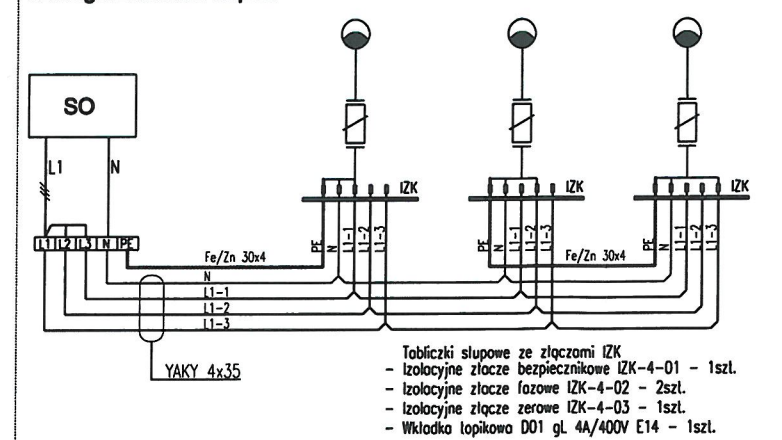 SO
L1
N
L1 L2 L3 N PE
IZK
IZK
IZK
PE
N
L1-1
L1-2
L1-3
PE
N
L1-1
L1-2
L1-3
PE
N
L1-1
L1-2
L1-3
Fe/Zn 30x4
Fe/Zn 30x4
N
L1-1
L1-2
L1-3
YAKY 4x35
Tabliczki słupowe ze złączami IZK
- Izolacyjne złącze bezpiecznikowe IZK-4-01 - 1szt.
- Izolacyjne złącze fazowe IZK-4-02 - 2szt.
- Izolacyjne złącze zerowe IZK-4-03 - 1szt.
- Wkładka topikowa D01 gL 4A/400V E14 - 1szt.